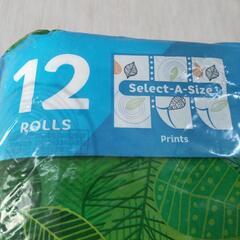 12
ROLLS
Select-A-Size
Prints